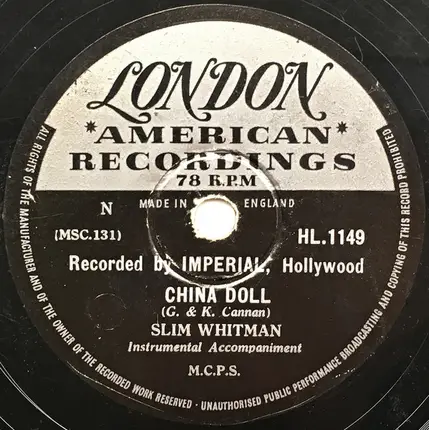 LONDON
*AMERICAN*
RECORDINGS
78 R.P.M
N MADE IN ENGLAND
(MSC.131) HL.1149
Recorded by IMPERIAL, Hollywood
CHINA DOLL
(G. & K. Cannan)
SLIM WHITMAN
Instrumental Accompaniment
M.C.P.S.
ALL RIGHTS OF THE MANUFACTURER AND OF THE OWNER OF THE RECORDED WORK RESERVED · UNAUTHORISED PUBLIC PERFORMANCE BROADCASTING AND COPYING OF THIS RECORD PROHIBITED